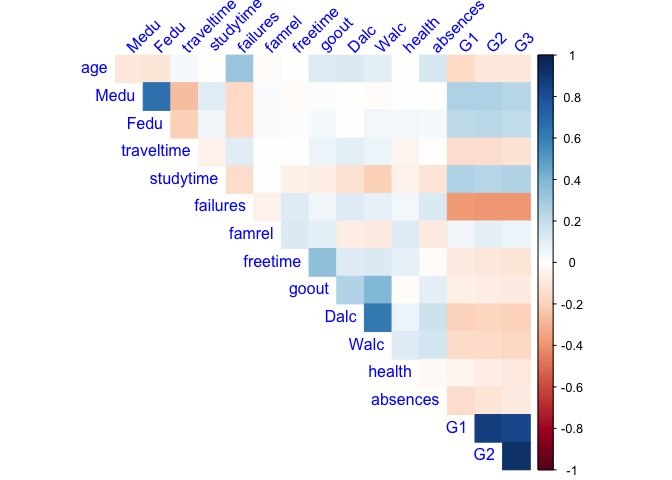 Medu
Fedu
traveltime
studytime
failures
famrel
freetime
goout
Dalc
Walc
health
absences
G1
G2
G3
age
Medu
Fedu
traveltime
studytime
failures
famrel
freetime
goout
Dalc
Walc
health
absences
G1
G2
1
0.8
0.6
0.4
0.2
0
-0.2
-0.4
-0.6
-0.8
-1